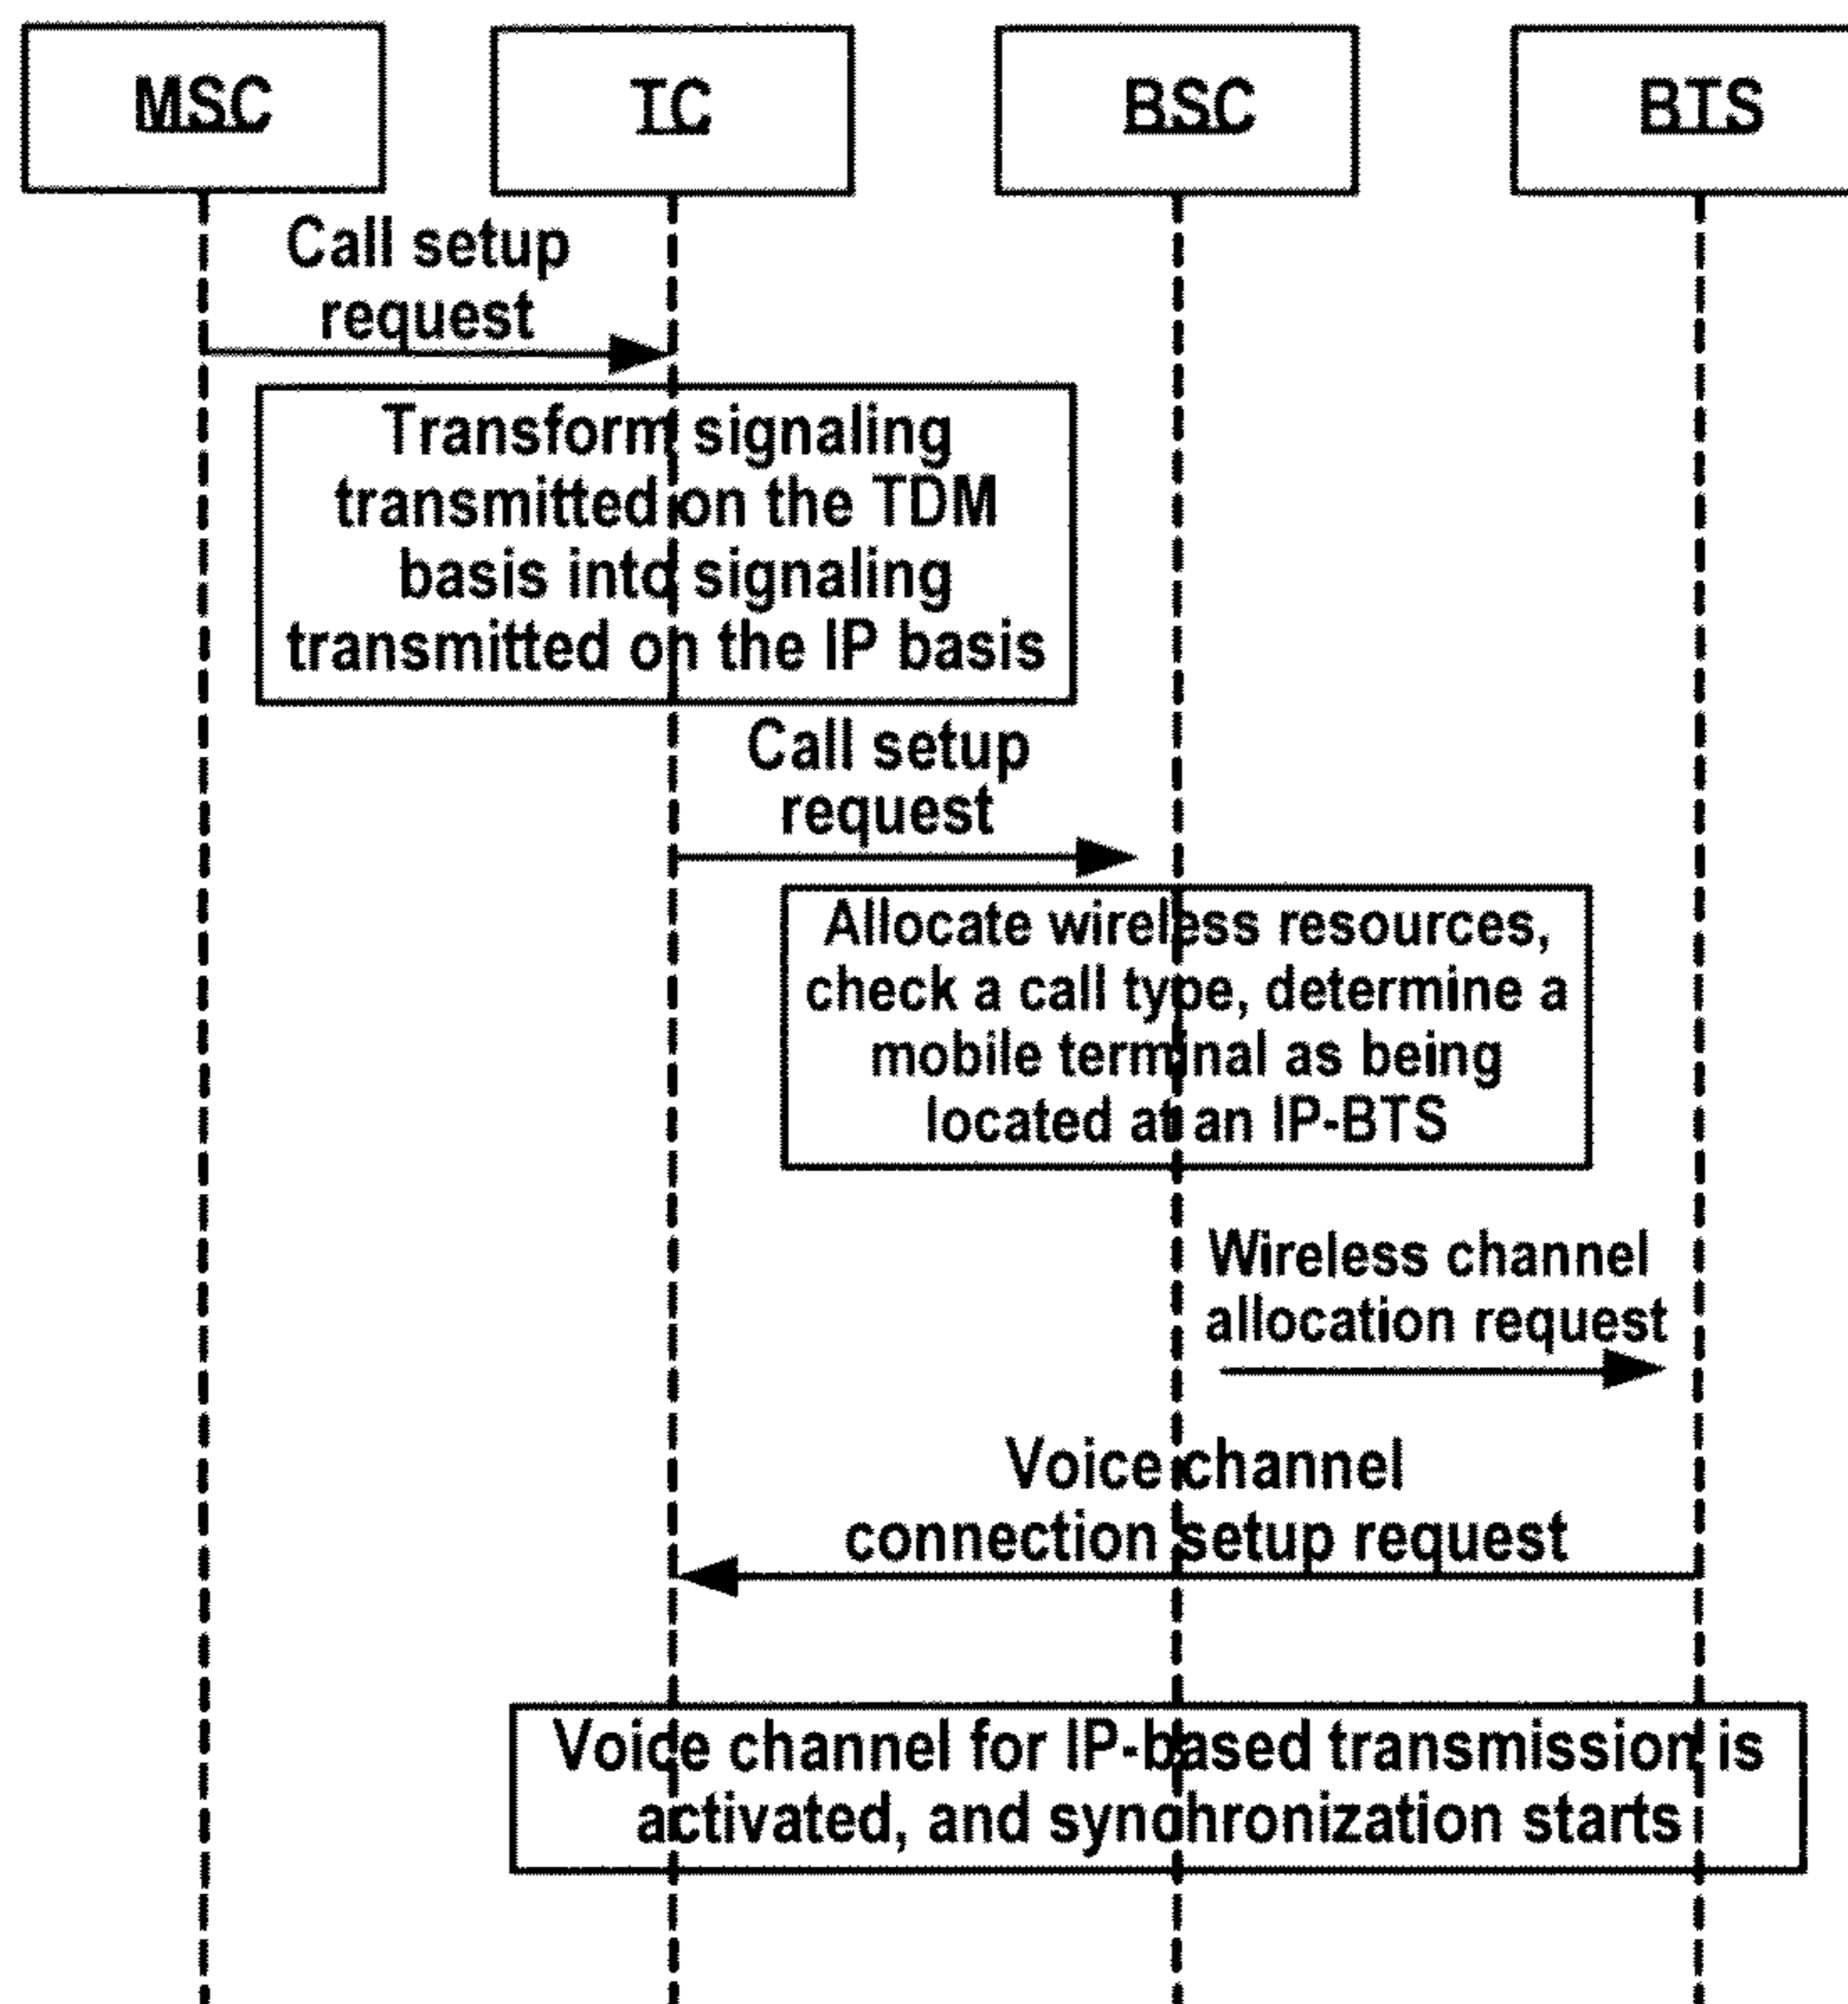 MSC
IC
BSC
BTS
Call setup
request
Transform signaling
transmitted on the TDM
basis into signaling
transmitted on the IP basis
Call setup
request
Allocate wireless resources,
check a call type, determine a
mobile terminal as being
located at an IP-BTS
Wireless channel
allocation request
Voice channel
connection setup request
Voice channel for IP-based transmission is
activated, and synchronization starts